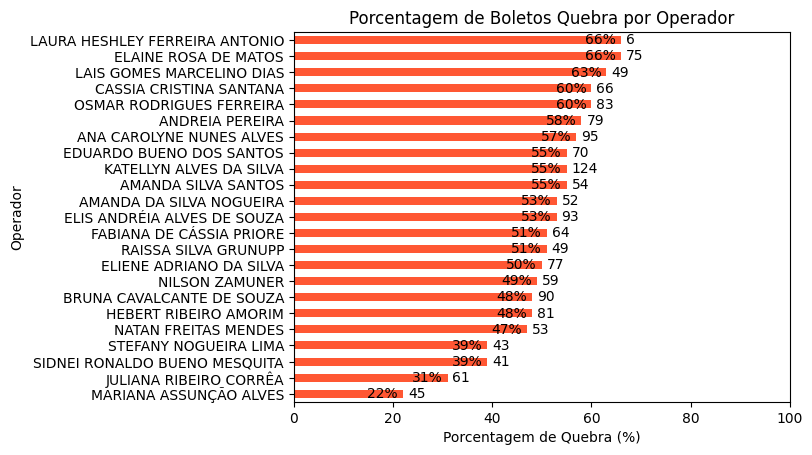 Porcentagem de Boletos Quebra por Operador
LAURA HESHLEY FERREIRA ANTONIO 66% 6
ELAINE ROSA DE MATOS 66% 75
LAIS GOMES MARCELINO DIAS 63% 49
CASSIA CRISTINA SANTANA 60% 66
OSMAR RODRIGUES FERREIRA 60% 83
ANDREIA PEREIRA 58% 79
ANA CAROLYNE NUNES ALVES 57% 95
EDUARDO BUENO DOS SANTOS 55% 70
KATELLYN ALVES DA SILVA 55% 124
AMANDA SILVA SANTOS 55% 54
AMANDA DA SILVA NOGUEIRA 53% 52
ELIS ANDRÉIA ALVES DE SOUZA 53% 93
FABIANA DE CÁSSIA PRIORE 51% 64
RAISSA SILVA GRUNUPP 51% 49
ELIENE ADRIANO DA SILVA 50% 77
NILSON ZAMUNER 49% 59
BRUNA CAVALCANTE DE SOUZA 48% 90
HEBERT RIBEIRO AMORIM 48% 81
NATAN FREITAS MENDES 47% 53
STEFANY NOGUEIRA LIMA 39% 43
SIDNEI RONALDO BUENO MESQUITA 39% 41
JULIANA RIBEIRO CORRÊA 31% 61
MARIANA ASSUNÇÃO ALVES 22% 45
Operador
0 20 40 60 80 100
Porcentagem de Quebra (%)